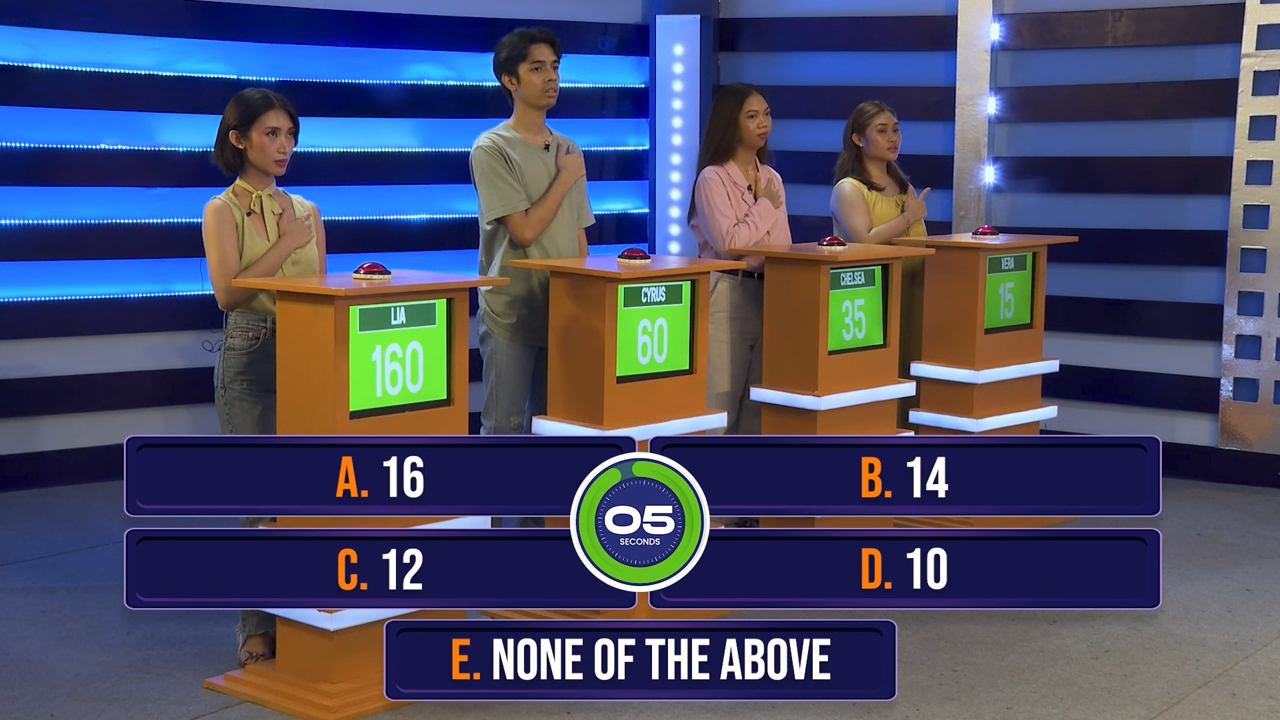 LIA
160
CYRUS
60
CHELSEA
35
VERA
15
A. 16
B. 14
05
SECONDS
C. 12
D. 10
E. NONE OF THE ABOVE